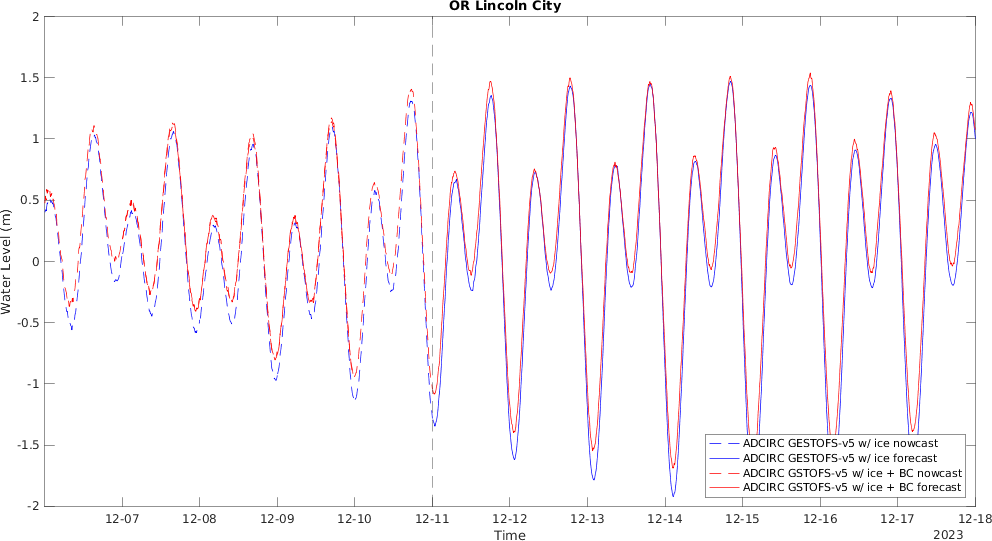 OR Lincoln City
2
1.5
1
0.5
0
-0.5
-1
-1.5
-2
Water Level (m)
ADCIRC GESTOFS-v5 w/ ice nowcast
ADCIRC GESTOFS-v5 w/ ice forecast
ADCIRC GSTOFS-v5 w/ ice + BC nowcast
ADCIRC GSTOFS-v5 w/ ice + BC forecast
12-07 12-08 12-09 12-10 12-11 12-12 12-13 12-14 12-15 12-16 12-17 12-18
Time
2023